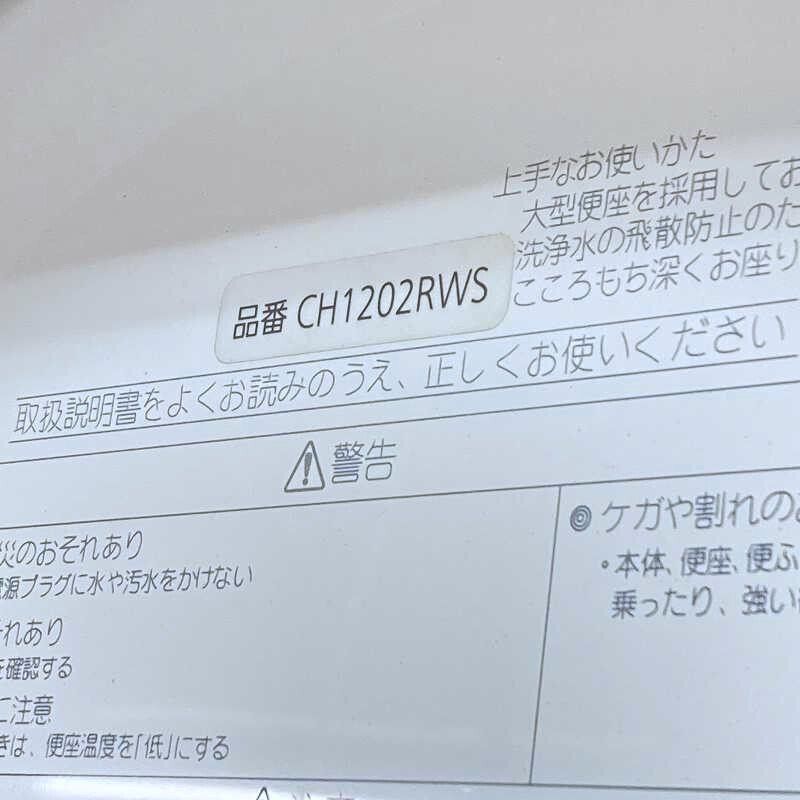 上手なお使いかた
大型便座を採用してお
洗浄水の飛散防止のた
こころもち深くお座り
品番 CH1202RWS
取扱説明書をよくお読みのうえ、正しくお使いください
警告
災のおそれあり
源プラグに水や汚水をかけない
それあり
を確認する
ご注意
きは、便座温度を「低」にする
◎ ケガや割れのお
・本体、便座、便ふ
乗ったり、強い